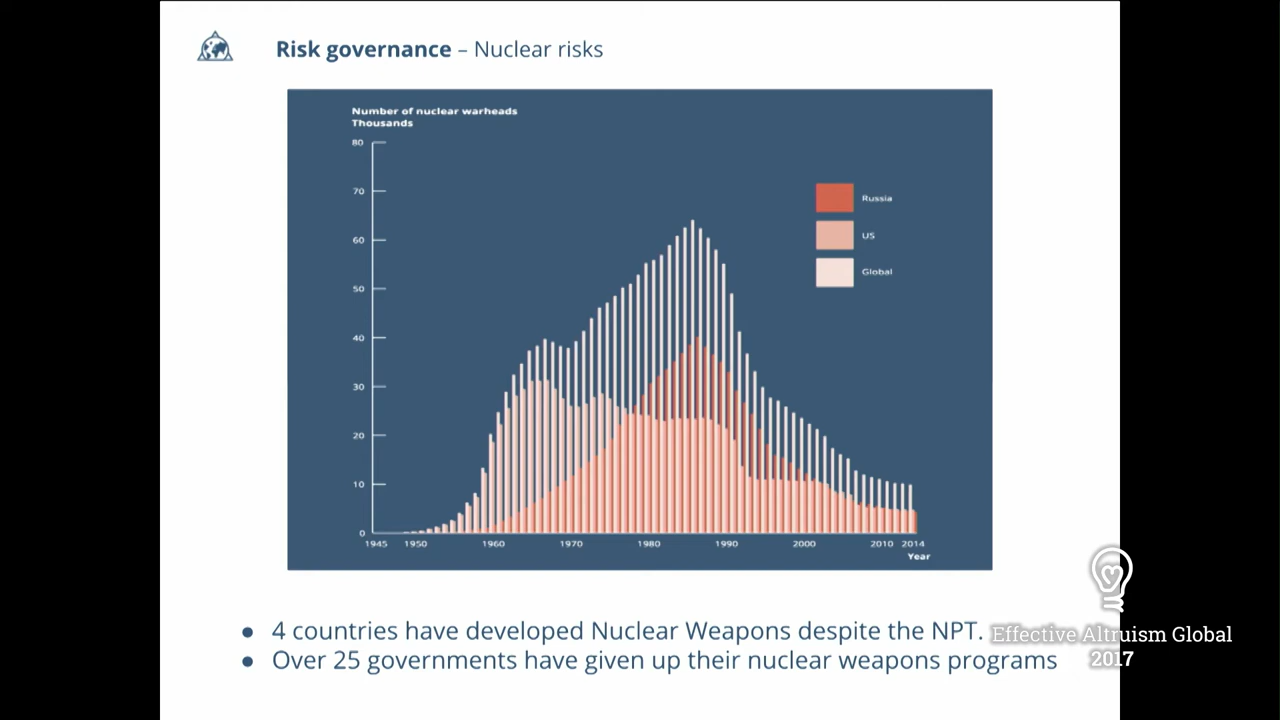 Risk governance – Nuclear risks
Number of nuclear warheads
Thousands
80
70
60
50
40
30
20
10
0
Russia
US
Global
1945 1950 1960 1970 1980 1990 2000 2010 2014
Year
● 4 countries have developed Nuclear Weapons despite the NPT.
● Over 25 governments have given up their nuclear weapons programs
Effective Altruism Global
2017